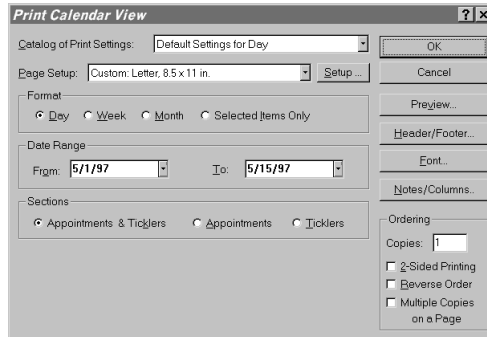 Print Calendar View
Catalog of Print Settings: Default Settings for Day
OK
Page Setup: Custom: Letter, 8.5 x 11 in. Setup ...
Cancel
Format
Day Week Month Selected Items Only
Preview...
Header/Footer...
Date Range
From: 5/1/97 To: 5/15/97
Font...
Notes/Columns..
Sections
Appointments & Ticklers Appointments Ticklers
Ordering
Copies: 1
2-Sided Printing
Reverse Order
Multiple Copies
on a Page